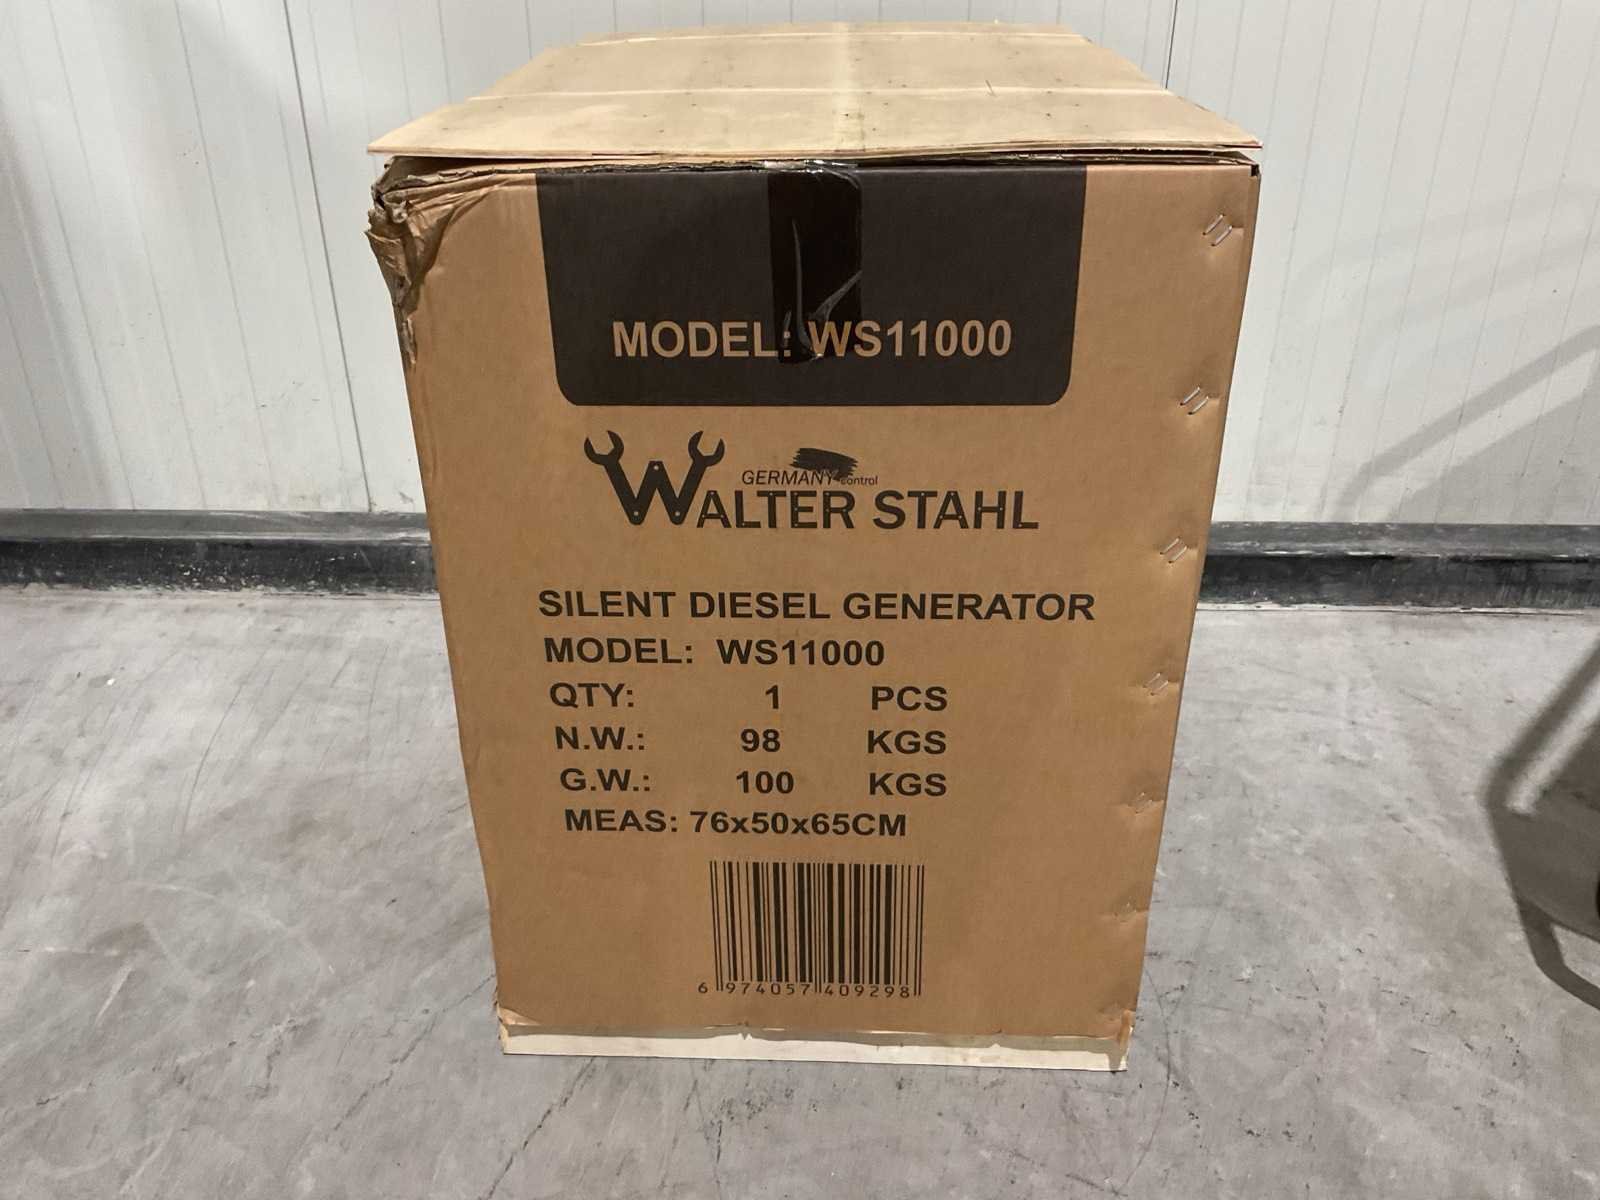 MODEL: WS11000
GERMANY control
WALTER STAHL
SILENT DIESEL GENERATOR
MODEL: WS11000
QTY: 1 PCS
N.W.: 98 KGS
G.W.: 100 KGS
MEAS: 76x50x65CM
6 974057 409298